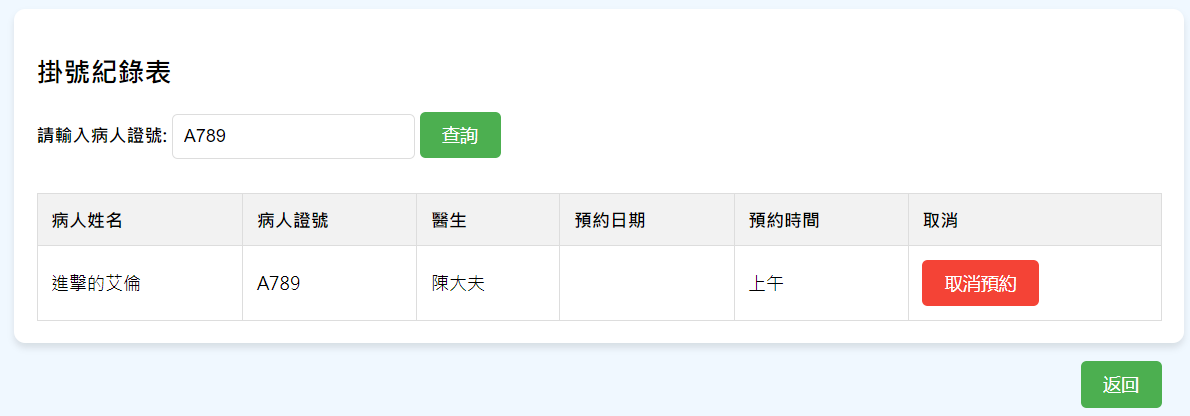 掛號紀錄表
請輸入病人證號: A789 查詢
病人姓名 病人證號 醫生 預約日期 預約時間 取消
進擊的艾倫 A789 陳大夫 上午 取消預約
返回